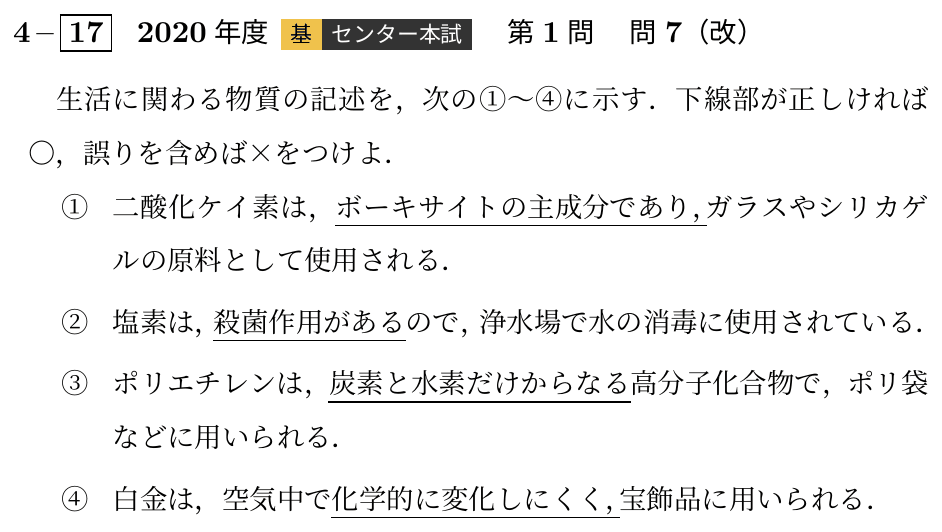 4－17 2020 年度 基 センター本試 第 1 問 問 7（改）
生活に関わる物質の記述を，次の①～④に示す．下線部が正しければ
○，誤りを含めば×をつけよ．
① 二酸化ケイ素は，ボーキサイトの主成分であり，ガラスやシリカゲ
ルの原料として使用される．
② 塩素は，殺菌作用があるので，浄水場で水の消毒に使用されている．
③ ポリエチレンは，炭素と水素だけからなる高分子化合物で，ポリ袋
などに用いられる．
④ 白金は，空気中で化学的に変化しにくく，宝飾品に用いられる．